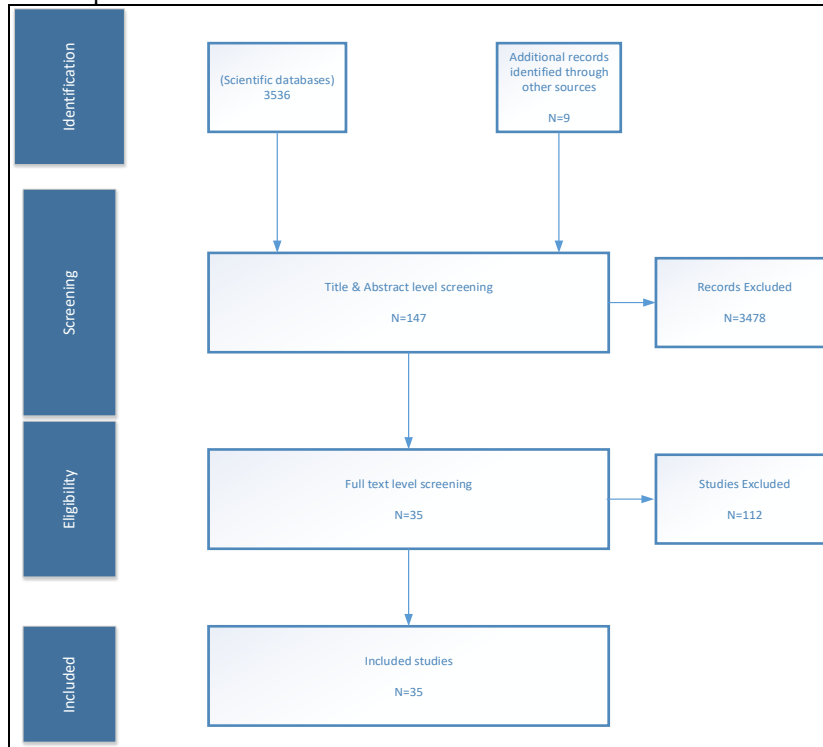 Identification
(Scientific databases)
3536
Additional records
identified through
other sources
N=9
Screening
Title & Abstract level screening
N=147
Records Excluded
N=3478
Eligibility
Full text level screening
N=35
Studies Excluded
N=112
Included
Included studies
N=35